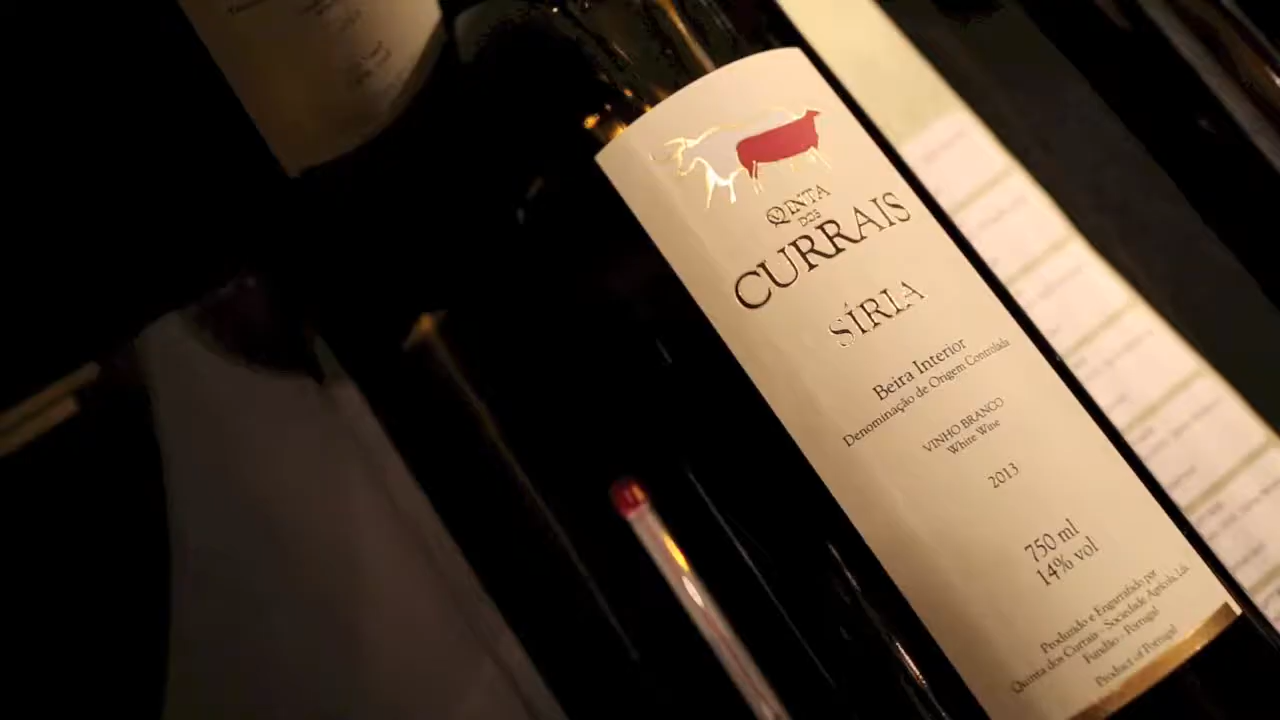 QINTA
DOS
CURRAIS
SÍRIA
Beira Interior
Denominação de Origem Controlada
VINHO BRANCO
White Wine
2013
750 ml
14% vol
Produzido e Engarrafado por
Quinta dos Currais - Sociedade Agrícola, Lda.
Fundão - Portugal
Product of Portugal